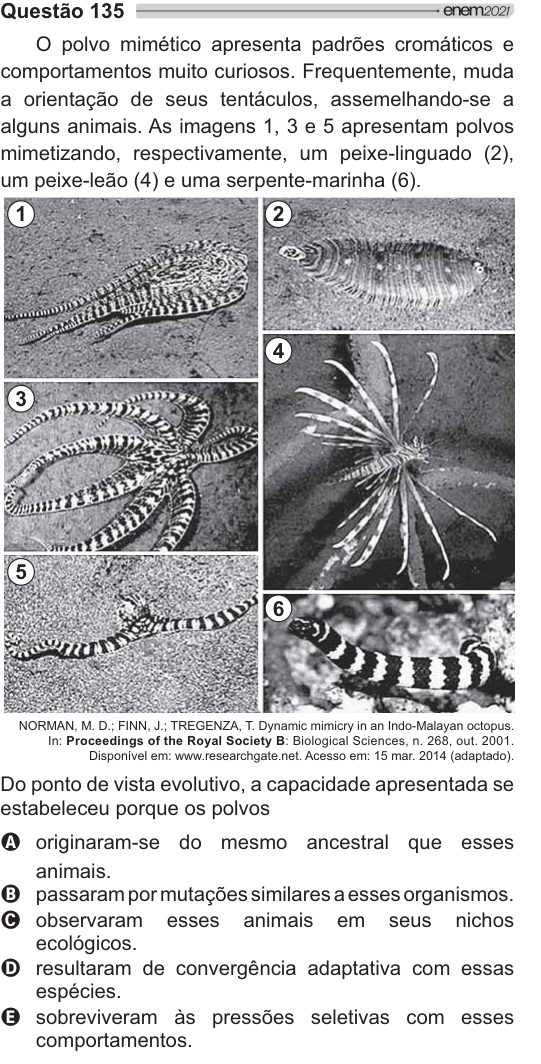 Questão 135
enem2021
O polvo mimético apresenta padrões cromáticos e
comportamentos muito curiosos. Frequentemente, muda
a orientação de seus tentáculos, assemelhando-se a
alguns animais. As imagens 1, 3 e 5 apresentam polvos
mimetizando, respectivamente, um peixe-linguado (2),
um peixe-leão (4) e uma serpente-marinha (6).
1
2
3
4
5
6
NORMAN, M. D.; FINN, J.; TREGENZA, T. Dynamic mimicry in an Indo-Malayan octopus.
In: Proceedings of the Royal Society B: Biological Sciences, n. 268, out. 2001.
Disponível em: www.researchgate.net. Acesso em: 15 mar. 2014 (adaptado).
Do ponto de vista evolutivo, a capacidade apresentada se
estabeleceu porque os polvos
A originaram-se do mesmo ancestral que esses
animais.
B passaram por mutações similares a esses organismos.
C observaram esses animais em seus nichos
ecológicos.
D resultaram de convergência adaptativa com essas
espécies.
E sobreviveram às pressões seletivas com esses
comportamentos.